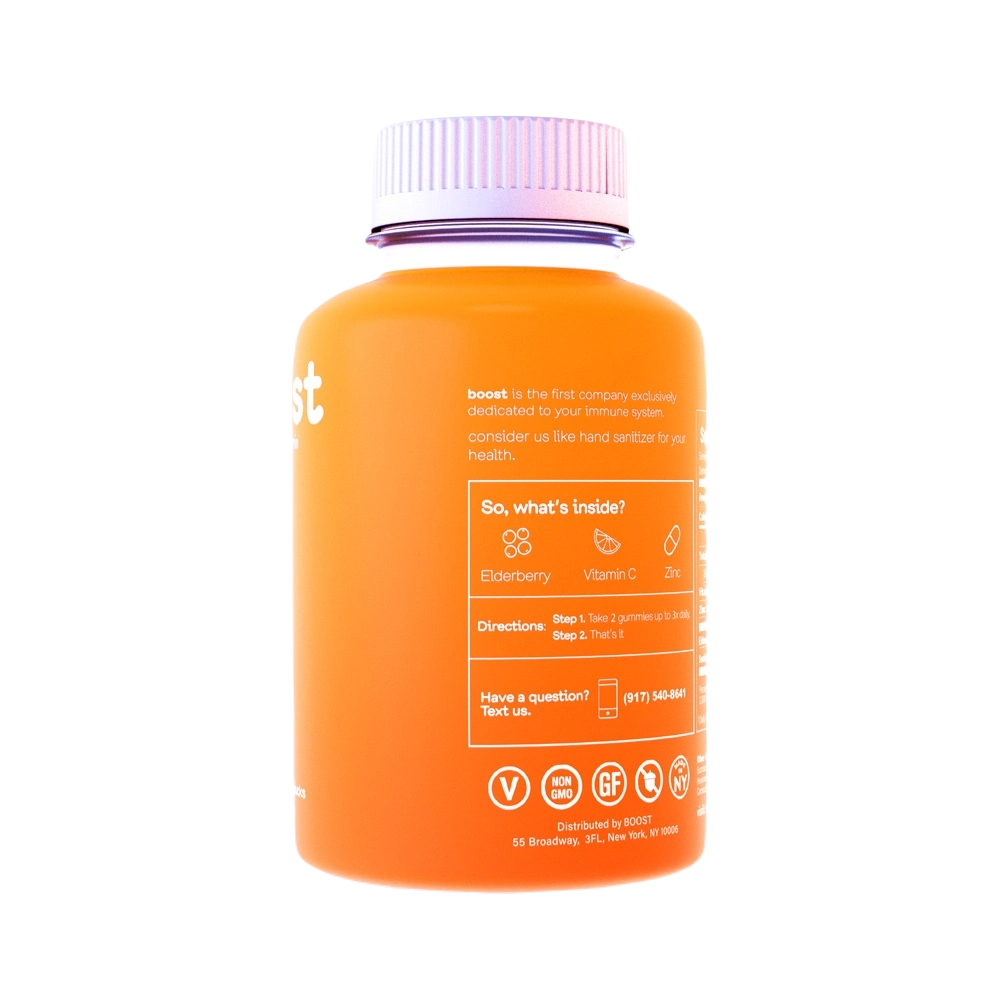 st
boost is the first company exclusively
dedicated to your immune system.
consider us like hand sanitizer for your
health.
So, what's inside?
Elderberry
Vitamin C
Zinc
Directions: Step 1. Take 2 gummies up to 3x daily.
Step 2. That's it
Have a question?
Text us.
(917) 540-8641
V
NON
GMO
GF
MADE
IN
NY
Distributed by BOOST
55 Broadway, 3FL, New York, NY 10006